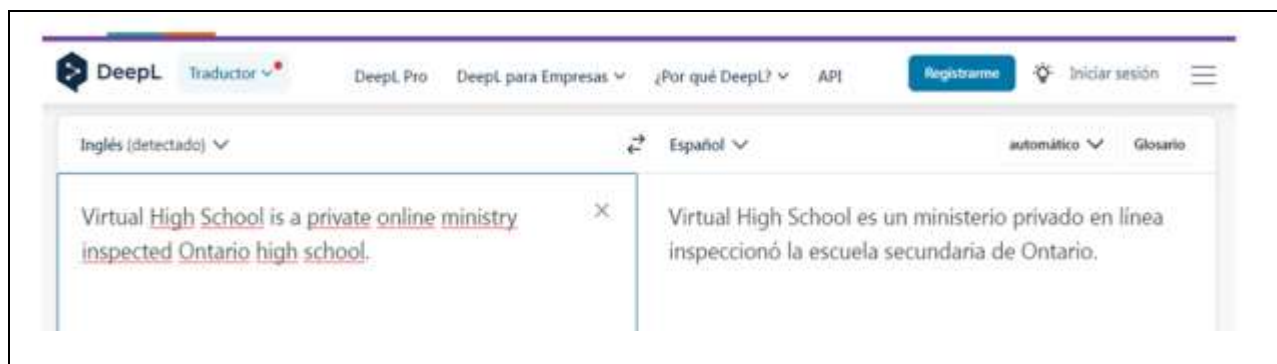 DeepL Traductor DeepL Pro DeepL para Empresas ¿Por qué DeepL? API Registrarme Iniciar sesión
Inglés (detectado) Español automático Glosario
Virtual High School is a private online ministry
inspected Ontario high school.
Virtual High School es un ministerio privado en línea
inspeccionó la escuela secundaria de Ontario.